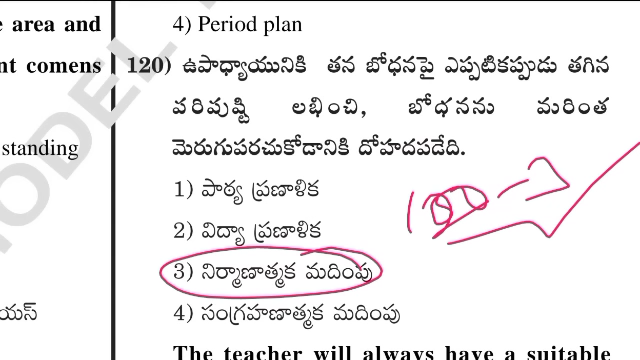 e area and
4) Period plan
nt comens
120) ఉపాధ్యాయునికి తన బోధనపై ఎప్పటికప్పుడు తగిన
పరిపుష్టి లభించి, బోధనను మరింత
మెరుగుపరచుకోడానికి దోహదపడేది.
standing
1) పాఠ్య ప్రణాళిక
2) విద్యా ప్రణాళిక
3) నిర్మాణాత్మక మదింపు
యస్
4) సంగ్రహణాత్మక మదింపు
The teacher will always have a suitable